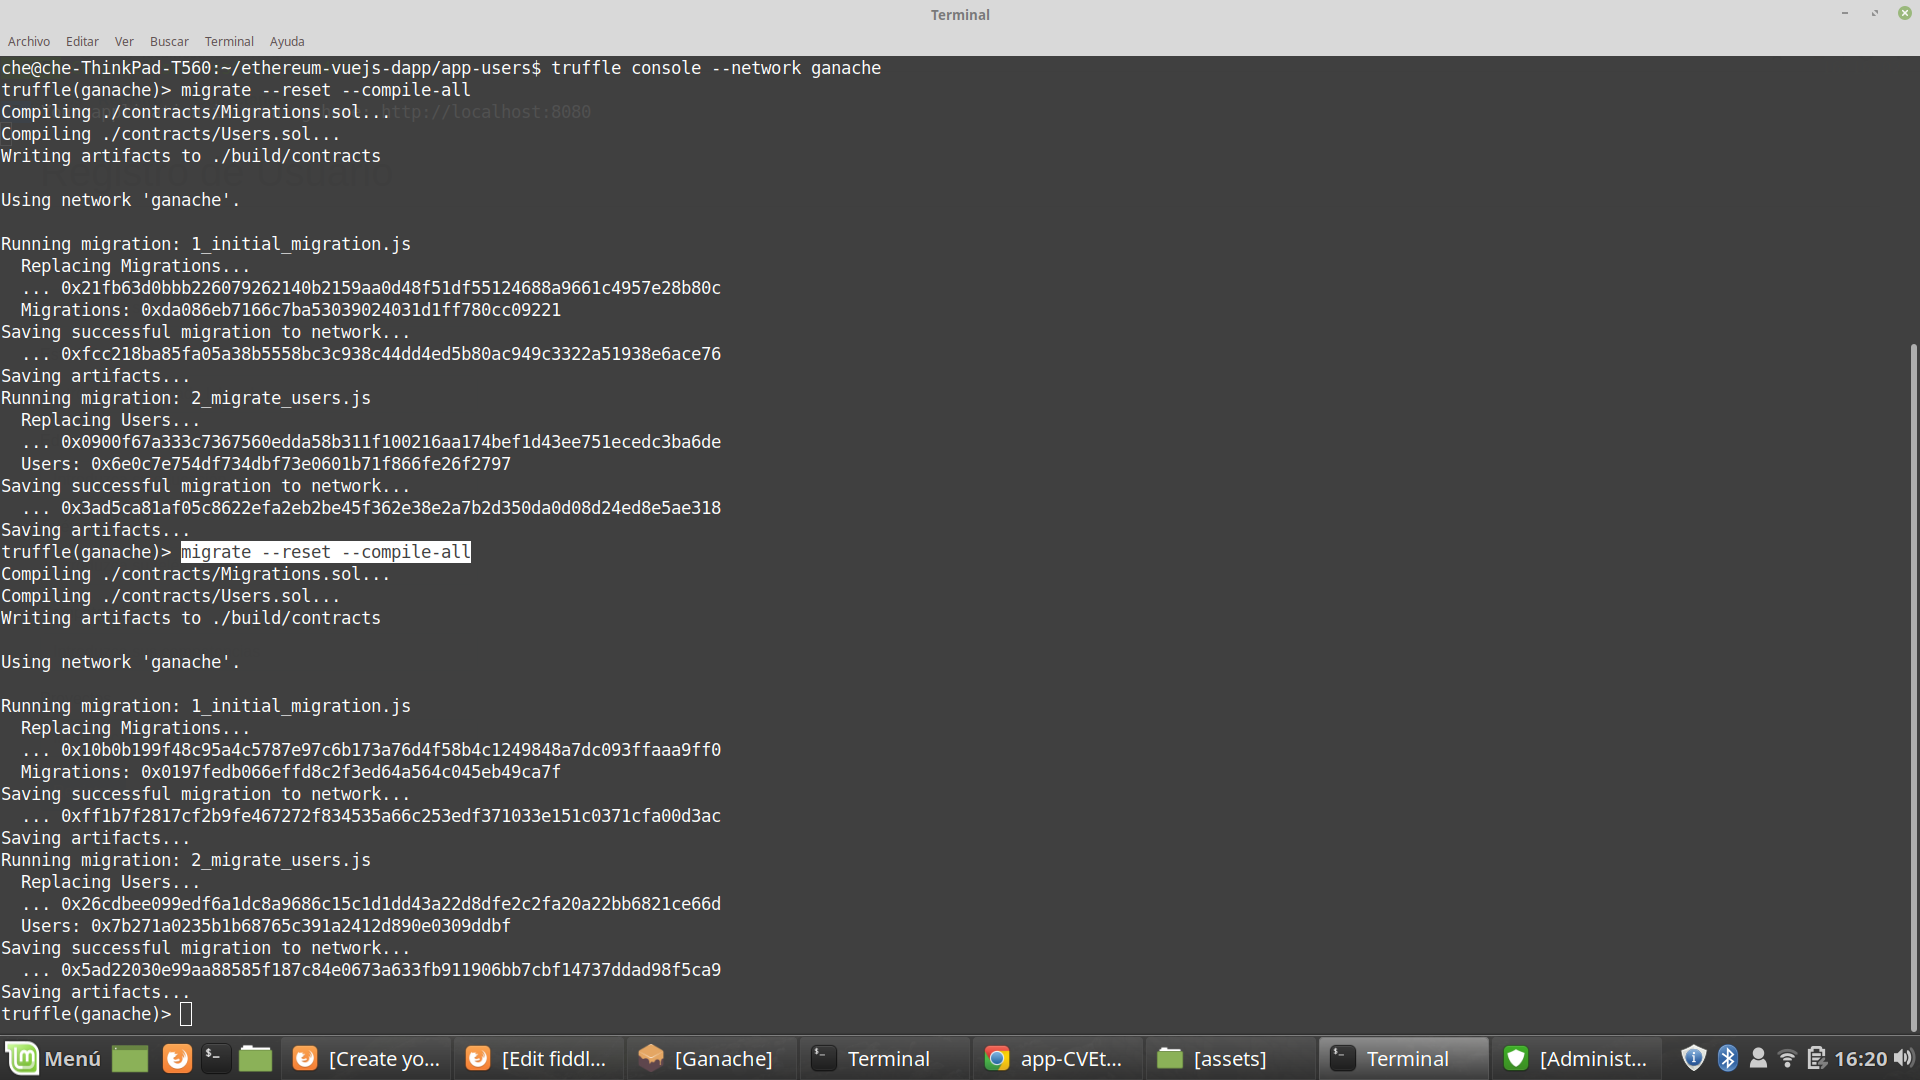 Terminal
Archivo Editar Ver Buscar Terminal Ayuda
che@che-ThinkPad-T560:~/ethereum-vuejs-dapp/app-users$ truffle console --network ganache
truffle(ganache)> migrate --reset --compile-all
Compiling ./contracts/Migrations.sol... http://localhost:8080
Compiling ./contracts/Users.sol...
Writing artifacts to ./build/contracts
Registro de Usuario
Using network 'ganache'.
Running migration: 1_initial_migration.js
Replacing Migrations...
... 0x21fb63d0bbb226079262140b2159aa0d48f51df55124688a9661c4957e28b80c
Migrations: 0xda086eb7166c7ba53039024031d1ff780cc09221
Saving successful migration to network...
... 0xfcc218ba85fa05a38b5558bc3c938c44dd4ed5b80ac949c3322a51938e6ace76
Saving artifacts...
Running migration: 2_migrate_users.js
Replacing Users...
... 0x0900f67a333c7367560edda58b311f100216aa174bef1d43ee751ecedc3ba6de
Users: 0x6e0c7e754df734dbf73e0601b71f866fe26f2797
Saving successful migration to network...
... 0x3ad5ca81af05c8622efa2eb2be45f362e38e2a7b2d350da0d08d24ed8e5ae318
Saving artifacts...
truffle(ganache)> migrate --reset --compile-all
Compiling ./contracts/Migrations.sol...
Compiling ./contracts/Users.sol...
Writing artifacts to ./build/contracts
Using network 'ganache'.
Running migration: 1_initial_migration.js
Replacing Migrations...
... 0x10b0b199f48c95a4c5787e97c6b173a76d4f58b4c1249848a7dc093ffaaa9ff0
Migrations: 0x0197fedb066effd8c2f3ed64a564c045eb49ca7f
Saving successful migration to network...
... 0xff1b7f2817cf2b9fe467272f834535a66c253edf371033e151c0371cfa00d3ac
Saving artifacts...
Running migration: 2_migrate_users.js
Replacing Users...
... 0x26cdbee099edf6a1dc8a9686c15c1d1dd43a22d8dfe2c2fa20a22bb6821ce66d
Users: 0x7b271a0235b1b68765c391a2412d890e0309ddbf
Saving successful migration to network...
... 0x5ad22030e99aa88585f187c84e0673a633fb911906bb7cbf14737ddad98f5ca9
Saving artifacts...
truffle(ganache)>
Menú [Create yo... [Edit fiddl... [Ganache] Terminal app-CVEt... [assets] Terminal [Administ... 16:20